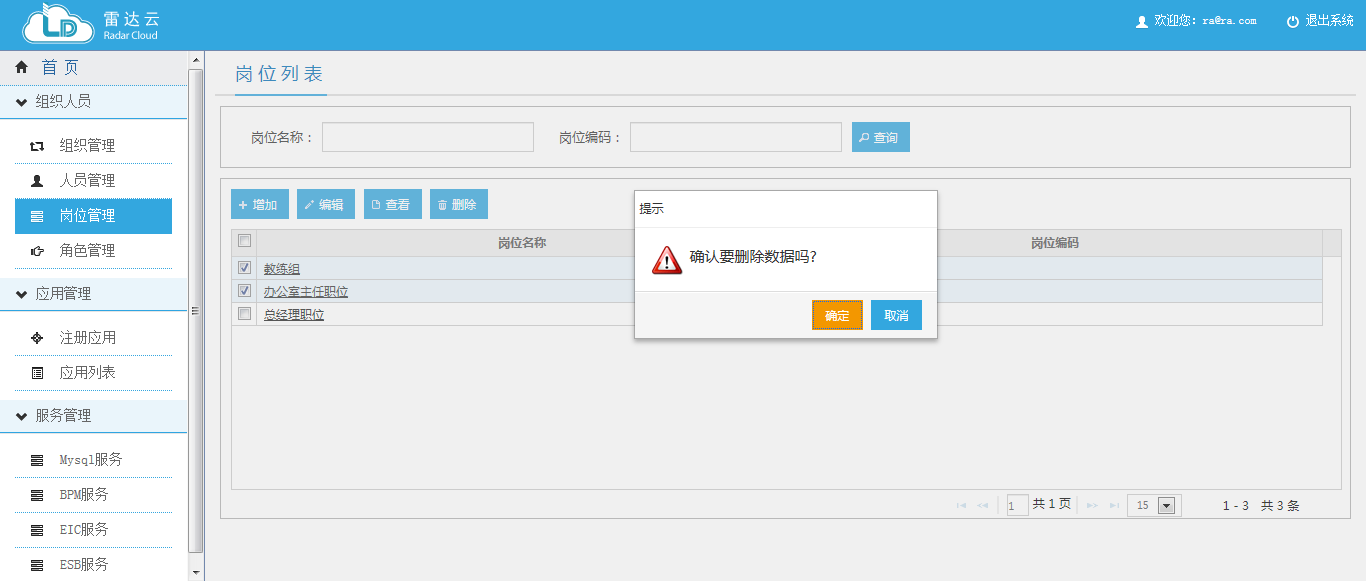 雷达云
Radar Cloud
欢迎您: ra@ra.com
退出系统
首页
组织人员
组织管理
人员管理
岗位管理
角色管理
应用管理
注册应用
应用列表
服务管理
Mysql服务
BPM服务
EIC服务
ESB服务
岗位列表
岗位名称：
岗位编码：
查询
增加
编辑
查看
删除
岗位名称
岗位编码
教练组
办公室主任职位
总经理职位
提示
确认要删除数据吗?
确定
取消
1
共 1 页
15
1 - 3 共 3 条